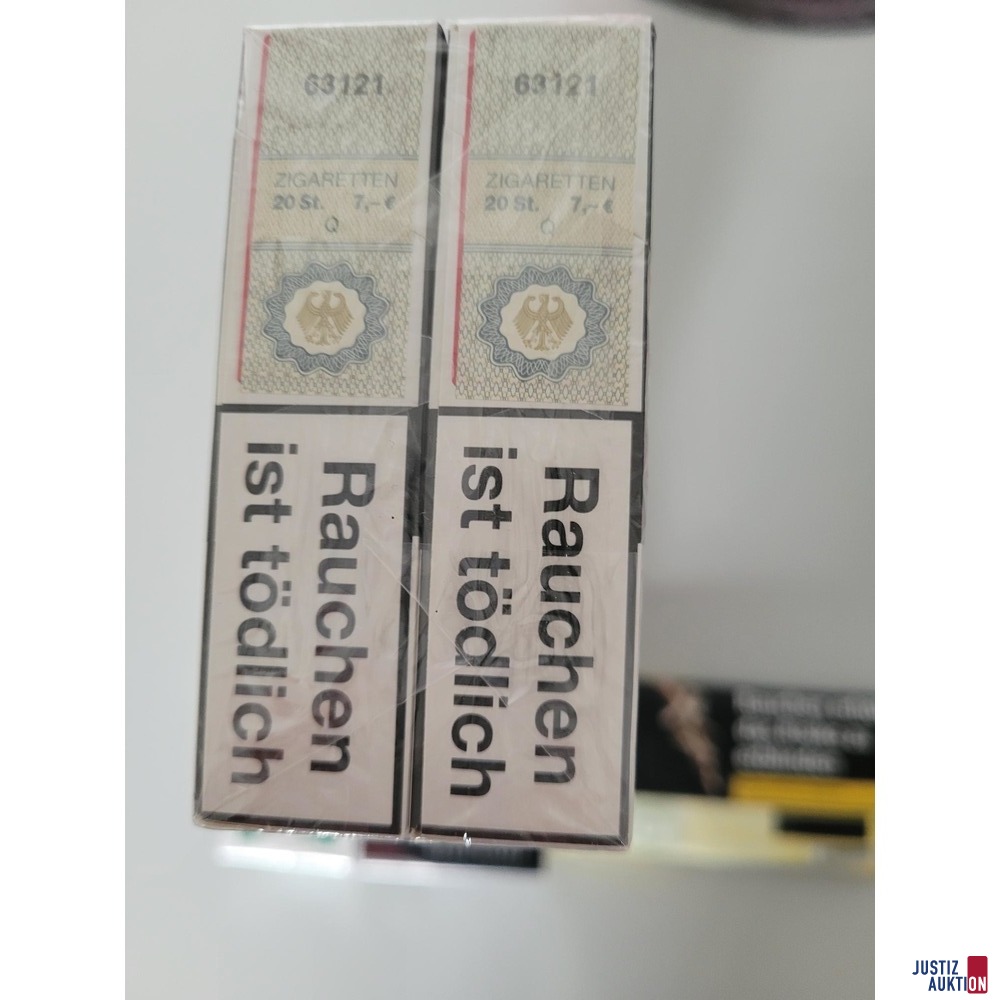 63121
ZIGARETTEN
20 St. 7,– €
Q
Rauchen
ist tödlich
63121
ZIGARETTEN
20 St. 7,– €
Q
Rauchen
ist tödlich
JUSTIZ
AUKTION